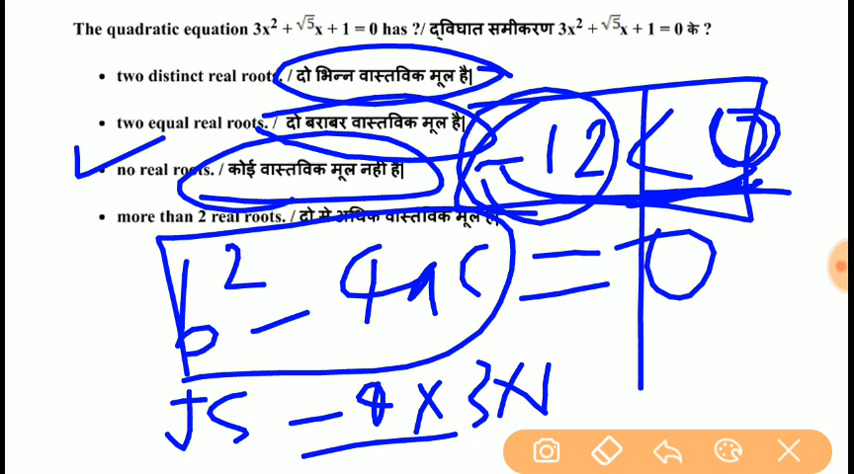 The quadratic equation 3x² + √5x + 1 = 0 has ?/ द्विघात समीकरण 3x² + √5x + 1 = 0 के ?
• two distinct real roots. / दो भिन्न वास्तविक मूल है|
• two equal real roots. / दो बराबर वास्तविक मूल है|
• no real roots. / कोई वास्तविक मूल नही है|
• more than 2 real roots. / दो से अधिक वास्तविक मूल है|
-12 < 0
b² - 4ac = 0
√5 - 4 × 3 × 1